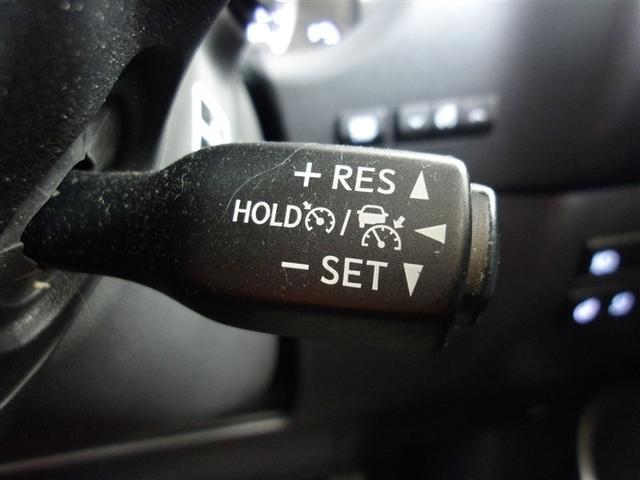 + RES ▲
HOLD / ◀
− SET ▼